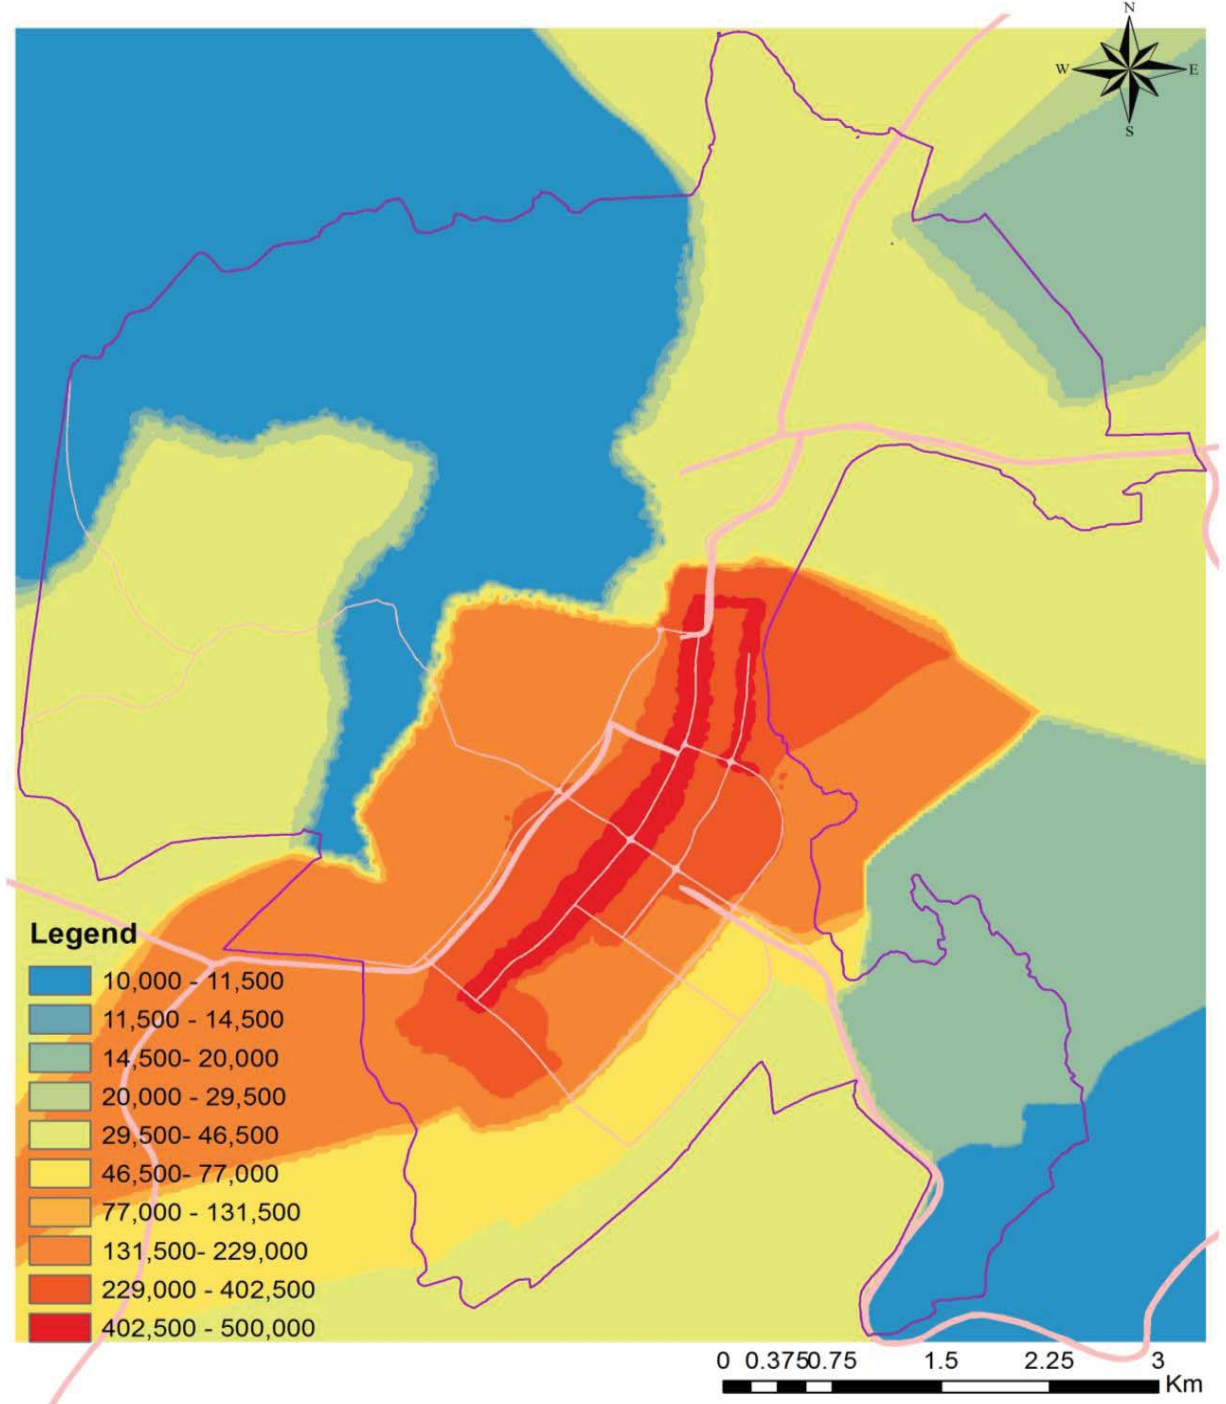 N
W E
S
Legend
10,000 - 11,500
11,500 - 14,500
14,500- 20,000
20,000 - 29,500
29,500- 46,500
46,500- 77,000
77,000 - 131,500
131,500- 229,000
229,000 - 402,500
402,500 - 500,000
0 0.375 0.75 1.5 2.25 3
Km